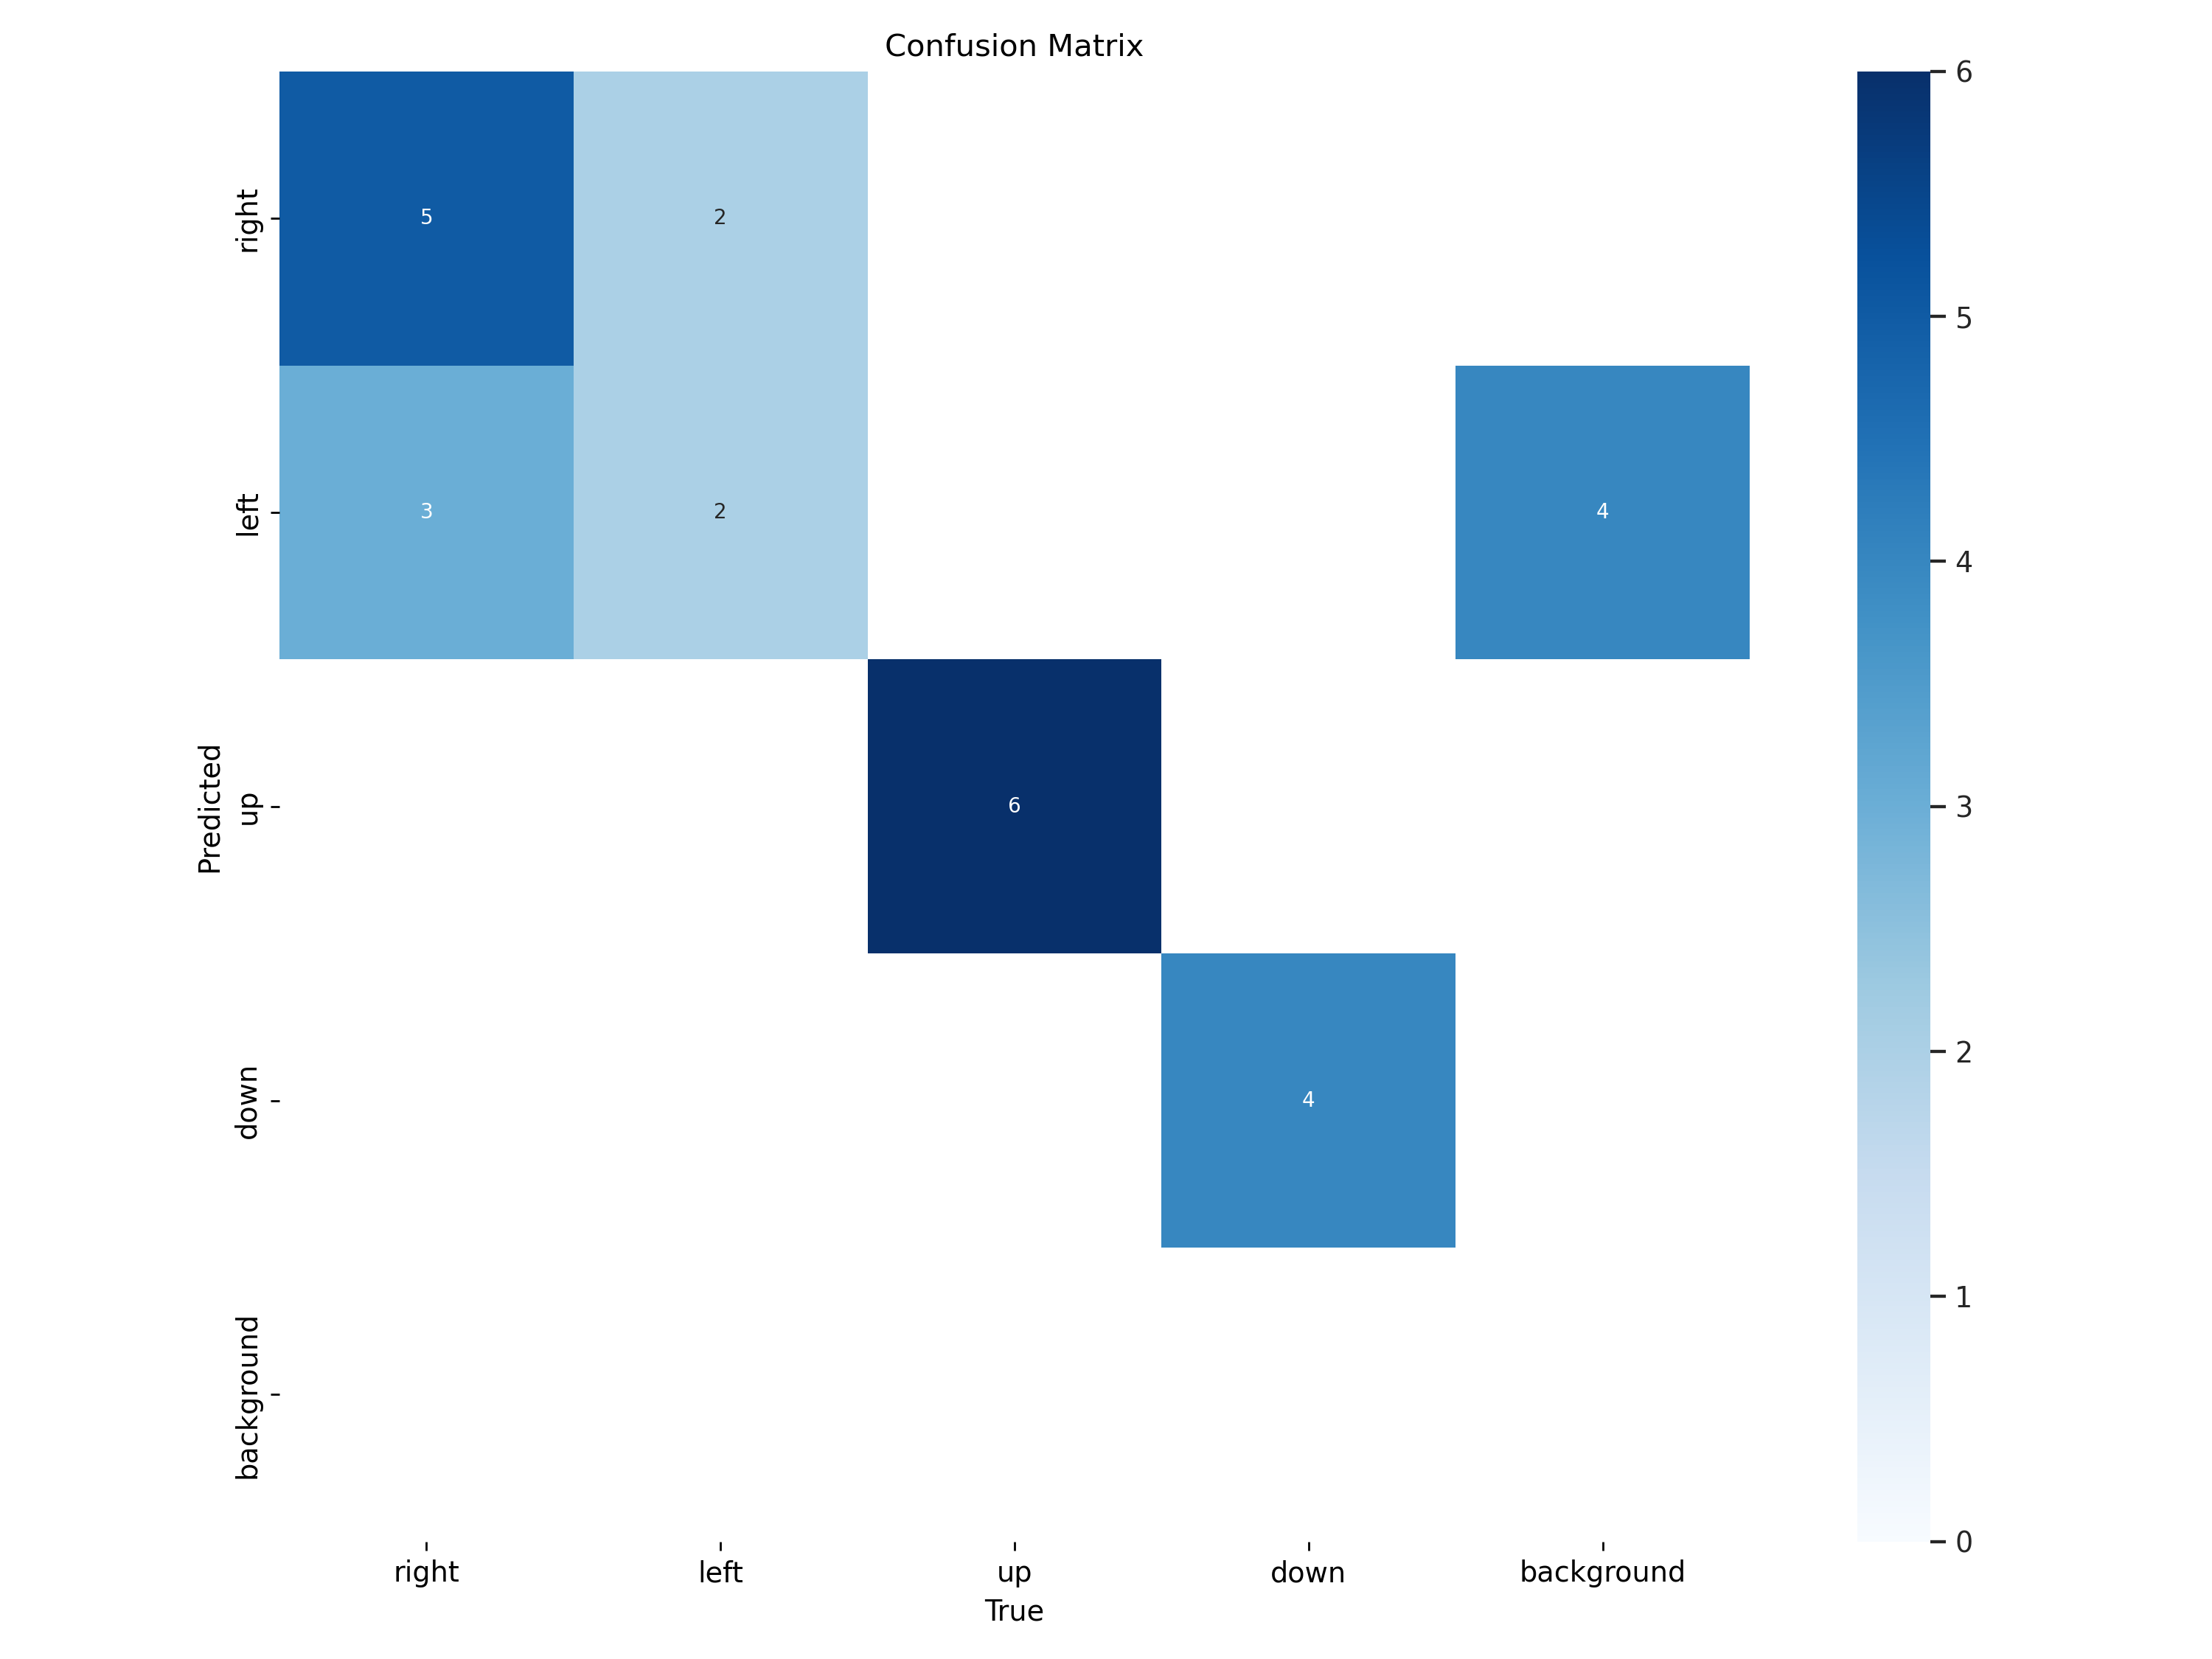 Confusion Matrix
6
right
5
2
5
left
3
2
4
4
Predicted
up
6
3
down
4
2
1
background
0
right
left
up
down
background
True